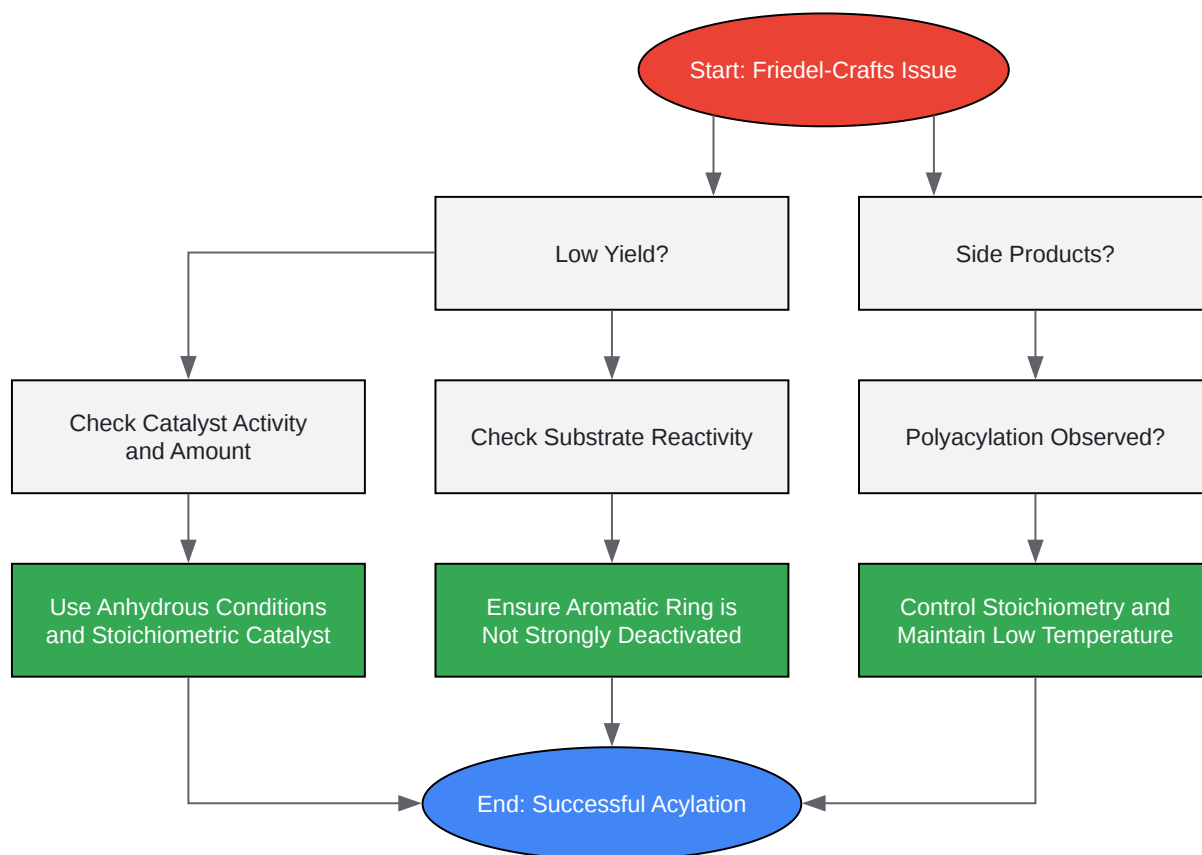 Start: Friedel-Crafts Issue
Low Yield?
Side Products?
Check Catalyst Activity
and Amount
Check Substrate Reactivity
Polyacylation Observed?
Use Anhydrous Conditions
and Stoichiometric Catalyst
Ensure Aromatic Ring is
Not Strongly Deactivated
Control Stoichiometry and
Maintain Low Temperature
End: Successful Acylation